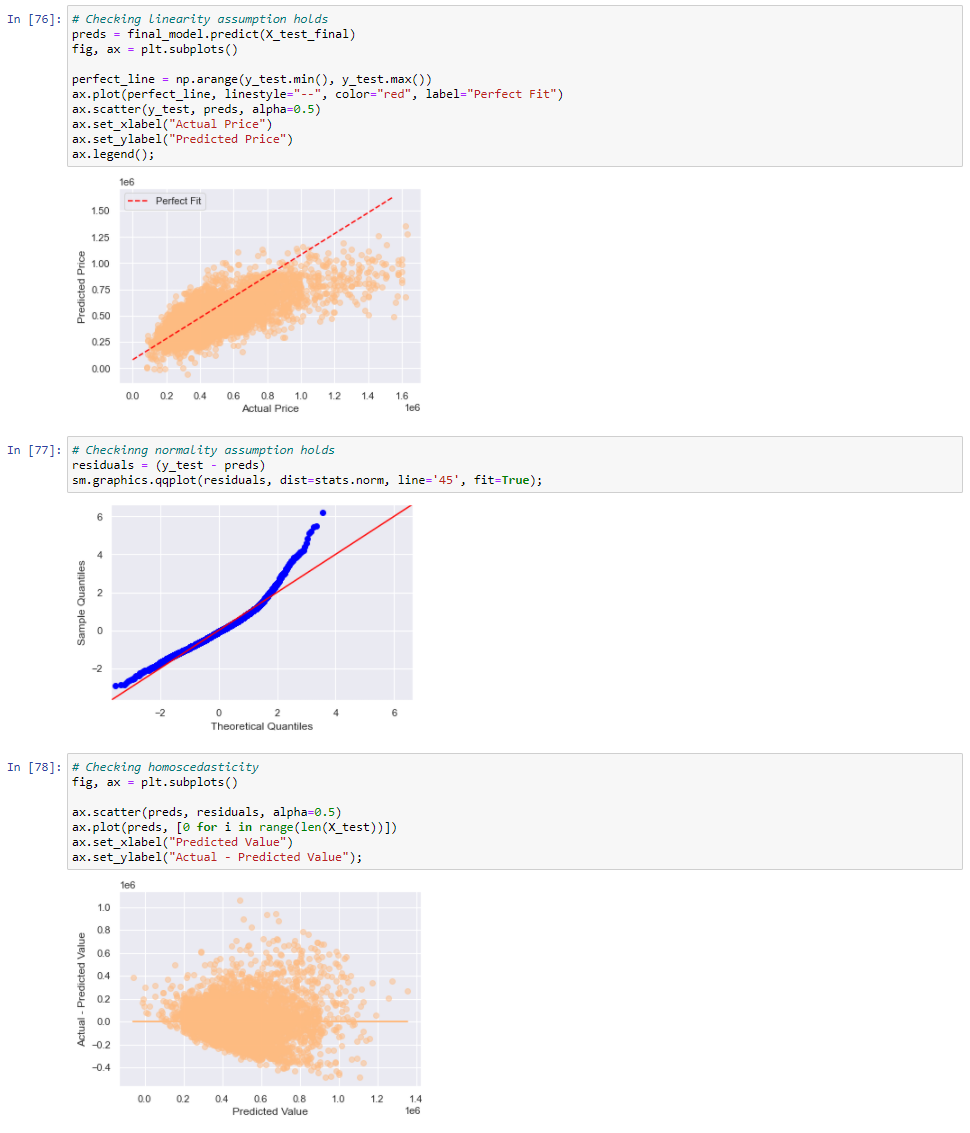 In [76]:
# Checking linearity assumption holds
preds = final_model.predict(X_test_final)
fig, ax = plt.subplots()
perfect_line = np.arange(y_test.min(), y_test.max())
ax.plot(perfect_line, linestyle="--", color="red", label="Perfect Fit")
ax.scatter(y_test, preds, alpha=0.5)
ax.set_xlabel("Actual Price")
ax.set_ylabel("Predicted Price")
ax.legend();
1e6
Perfect Fit
1.50
1.25
1.00
0.75
0.50
0.25
0.00
Predicted Price
0.0 0.2 0.4 0.6 0.8 1.0 1.2 1.4 1.6
Actual Price
1e6
In [77]:
# Checkinng normality assumption holds
residuals = (y_test - preds)
sm.graphics.qqplot(residuals, dist=stats.norm, line='45', fit=True);
6
4
2
0
−2
Sample Quantiles
−2 0 2 4 6
Theoretical Quantiles
In [78]:
# Checking homoscedasticity
fig, ax = plt.subplots()
ax.scatter(preds, residuals, alpha=0.5)
ax.plot(preds, [0 for i in range(len(X_test))])
ax.set_xlabel("Predicted Value")
ax.set_ylabel("Actual - Predicted Value");
1e6
1.0
0.8
0.6
0.4
0.2
0.0
−0.2
−0.4
Actual - Predicted Value
0.0 0.2 0.4 0.6 0.8 1.0 1.2 1.4
Predicted Value
1e6